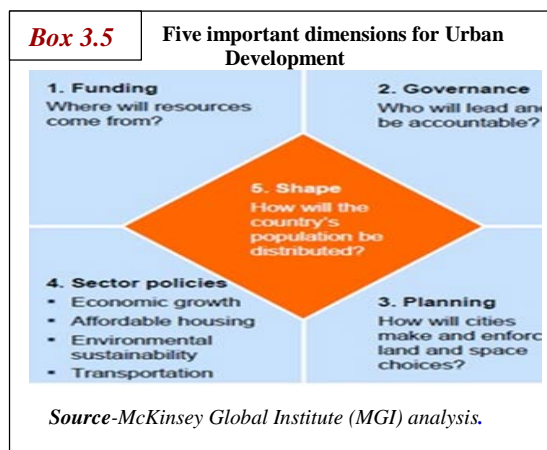 Box 3.5
Five important dimensions for Urban
Development
1. Funding
Where will resources
come from?
2. Governance
Who will lead an
be accountable?
5. Shape
How will the
country's
population be
distributed?
4. Sector policies
▪ Economic growth
▪ Affordable housing
▪ Environmental
sustainability
▪ Transportation
3. Planning
How will cities
make and enforc
land and space
choices?
Source-McKinsey Global Institute (MGI) analysis.